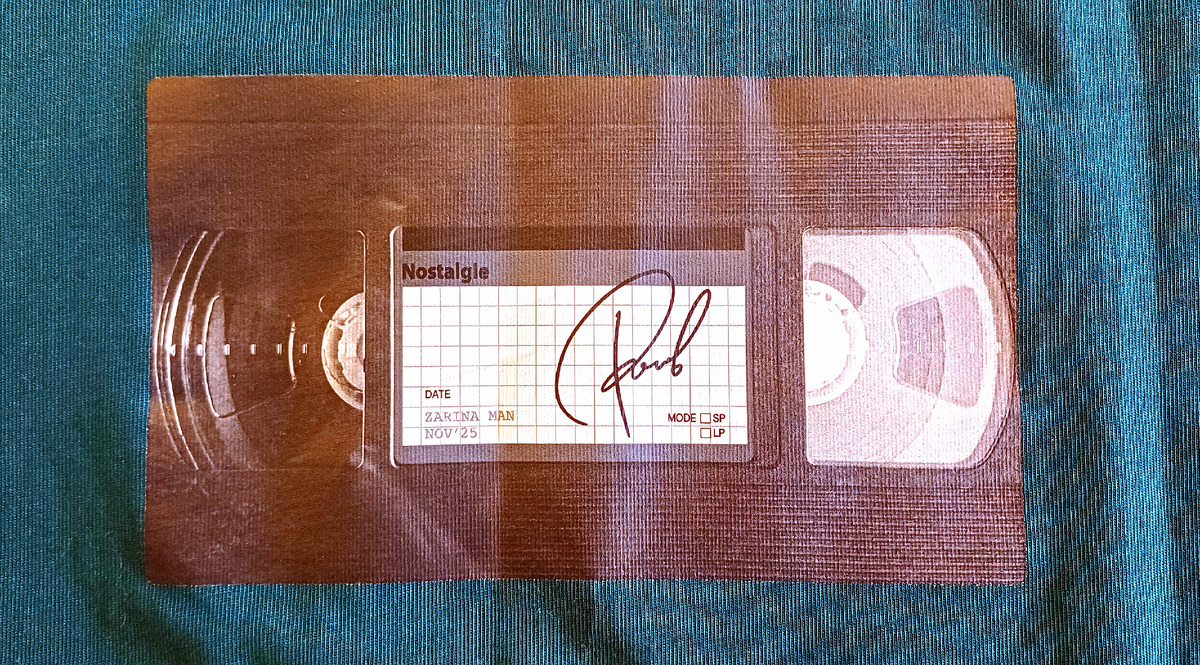 Nostalgie
DATE
ZARINA MAN
NOV'25
MODE □ SP
□ LP